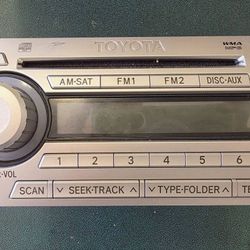 TOYOTA
WMA
MP3
AM•SAT FM1 FM2 DISC•AUX
1 2 3 4 5 6
SCAN SEEK•TRACK TYPE•FOLDER